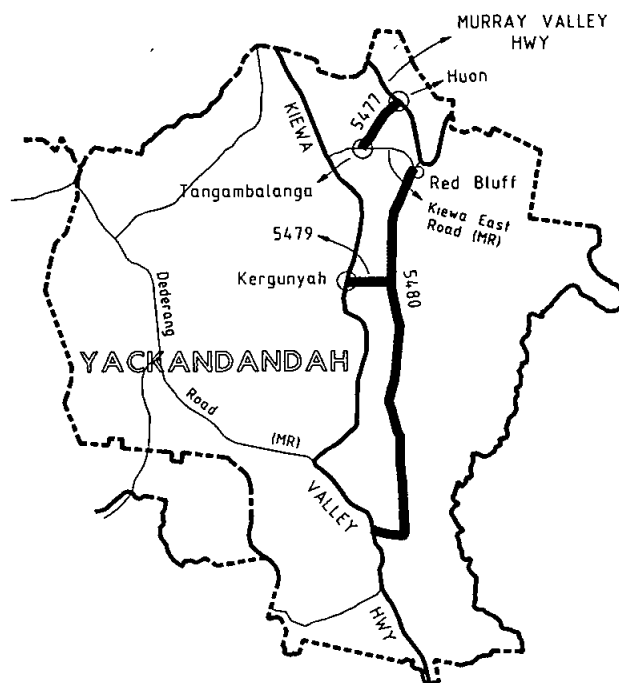 MURRAY VALLEY
HWY
Huon
5477
KIEWA
Tangambalanga
Red Bluff
Kiewa East
Road (MR)
5479
Kergunyah
5480
Dederang
YACKANDANDAH
Road
(MR)
VALLEY
HWY